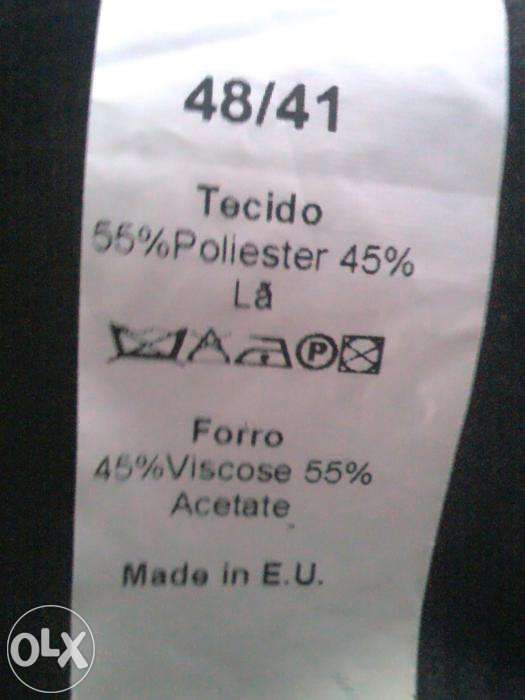 48/41
Tecido
55%Poliester 45%
Lã
P
Forro
45%Viscose 55%
Acetate
Made in E.U.
OLX